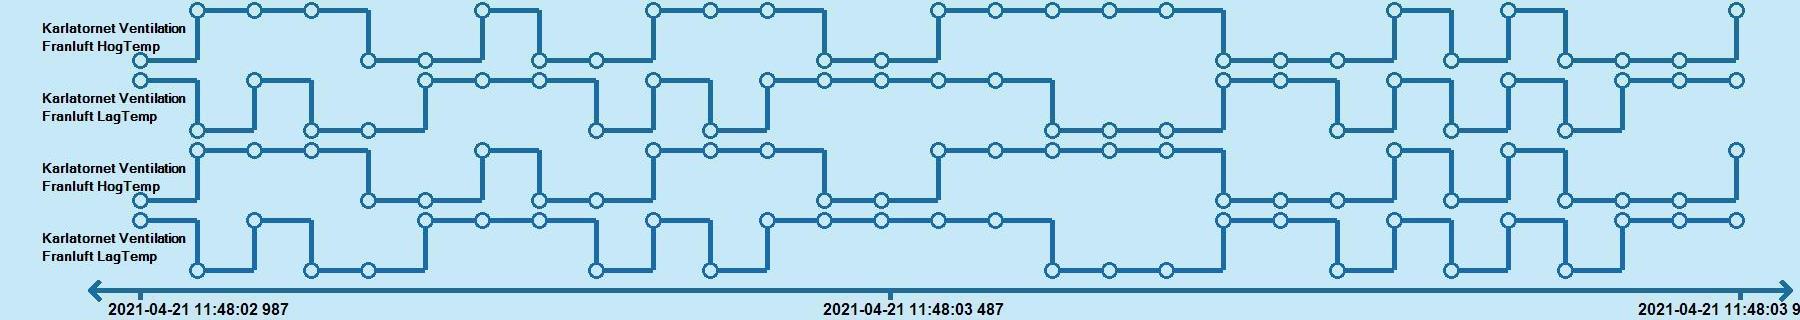 Karlatornet Ventilation
Franluft HogTemp
Karlatornet Ventilation
Franluft LagTemp
Karlatornet Ventilation
Franluft HogTemp
Karlatornet Ventilation
Franluft LagTemp
2021-04-21 11:48:02 987 2021-04-21 11:48:03 487 2021-04-21 11:48:03 9